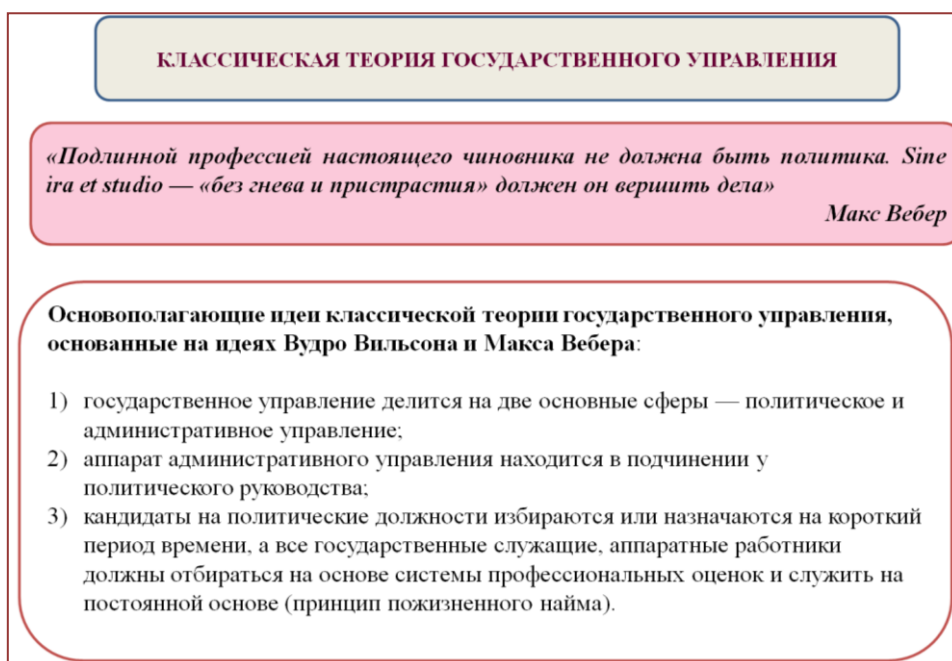 КЛАССИЧЕСКАЯ ТЕОРИЯ ГОСУДАРСТВЕННОГО УПРАВЛЕНИЯ
«Подлинной профессией настоящего чиновника не должна быть политика. Sine
ira et studio — «без гнева и пристрастия» должен он вершить дела»
Макс Вебер
Основополагающие идеи классической теории государственного управления,
основанные на идеях Вудро Вильсона и Макса Вебера:
1) государственное управление делится на две основные сферы — политическое и
административное управление;
2) аппарат административного управления находится в подчинении у
политического руководства;
3) кандидаты на политические должности избираются или назначаются на короткий
период времени, а все государственные служащие, аппаратные работники
должны отбираться на основе системы профессиональных оценок и служить на
постоянной основе (принцип пожизненного найма).